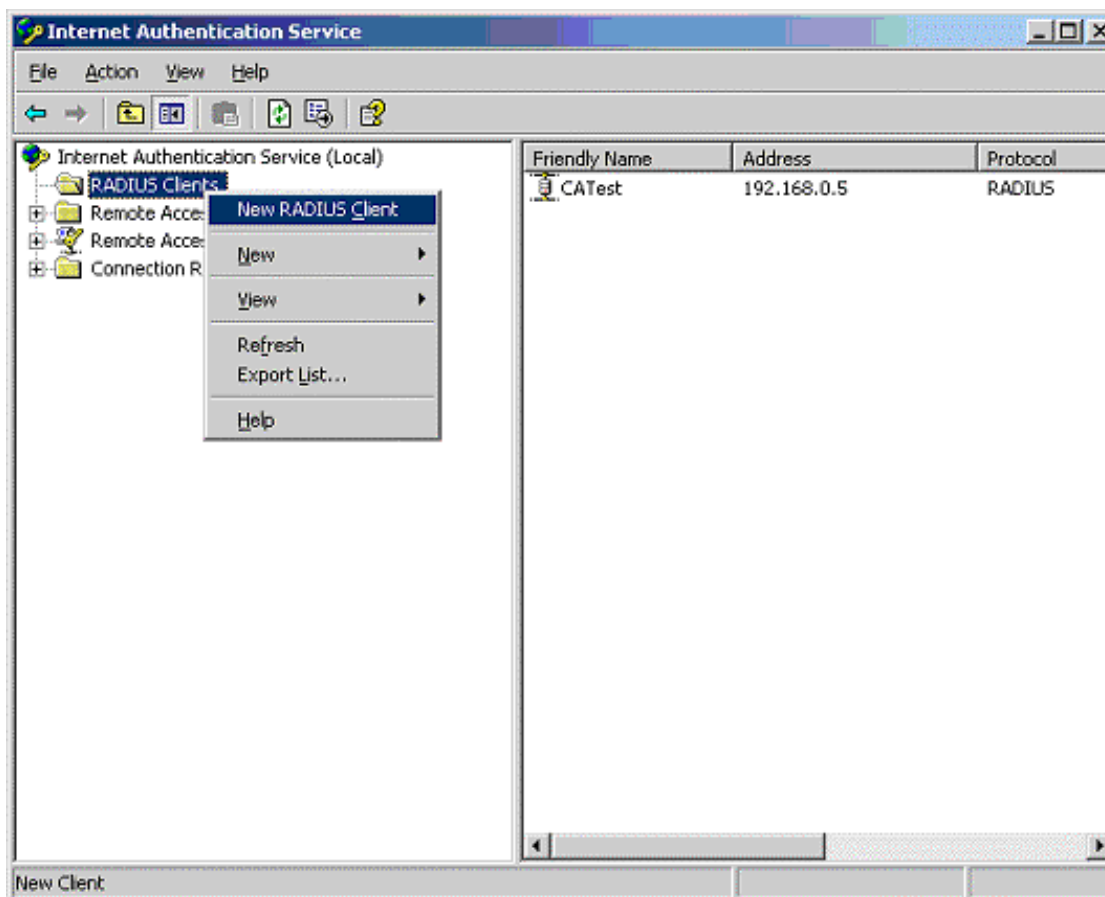 Internet Authentication Service
File Action View Help
Internet Authentication Service (Local)
RADIUS Clients
Remote Acce
Remote Acce
Connection R
New RADIUS Client
New
View
Refresh
Export List...
Help
Friendly Name Address Protocol
CATest 192.168.0.5 RADIUS
New Client